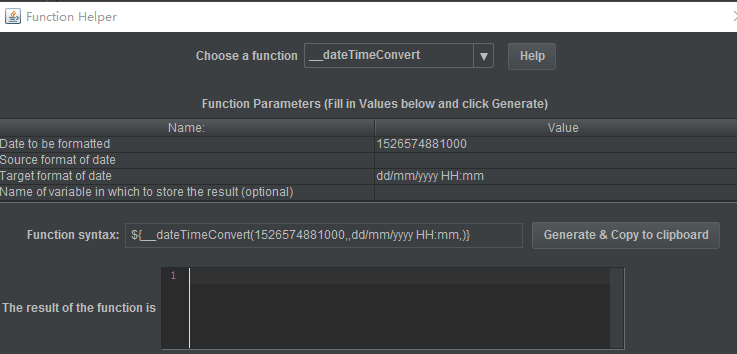 Function Helper
Choose a function __dateTimeConvert Help
Function Parameters (Fill in Values below and click Generate)
Name: Value
Date to be formatted 1526574881000
Source format of date
Target format of date dd/mm/yyyy HH:mm
Name of variable in which to store the result (optional)
Function syntax: ${__dateTimeConvert(1526574881000,,dd/mm/yyyy HH:mm,)} Generate & Copy to clipboard
1
The result of the function is